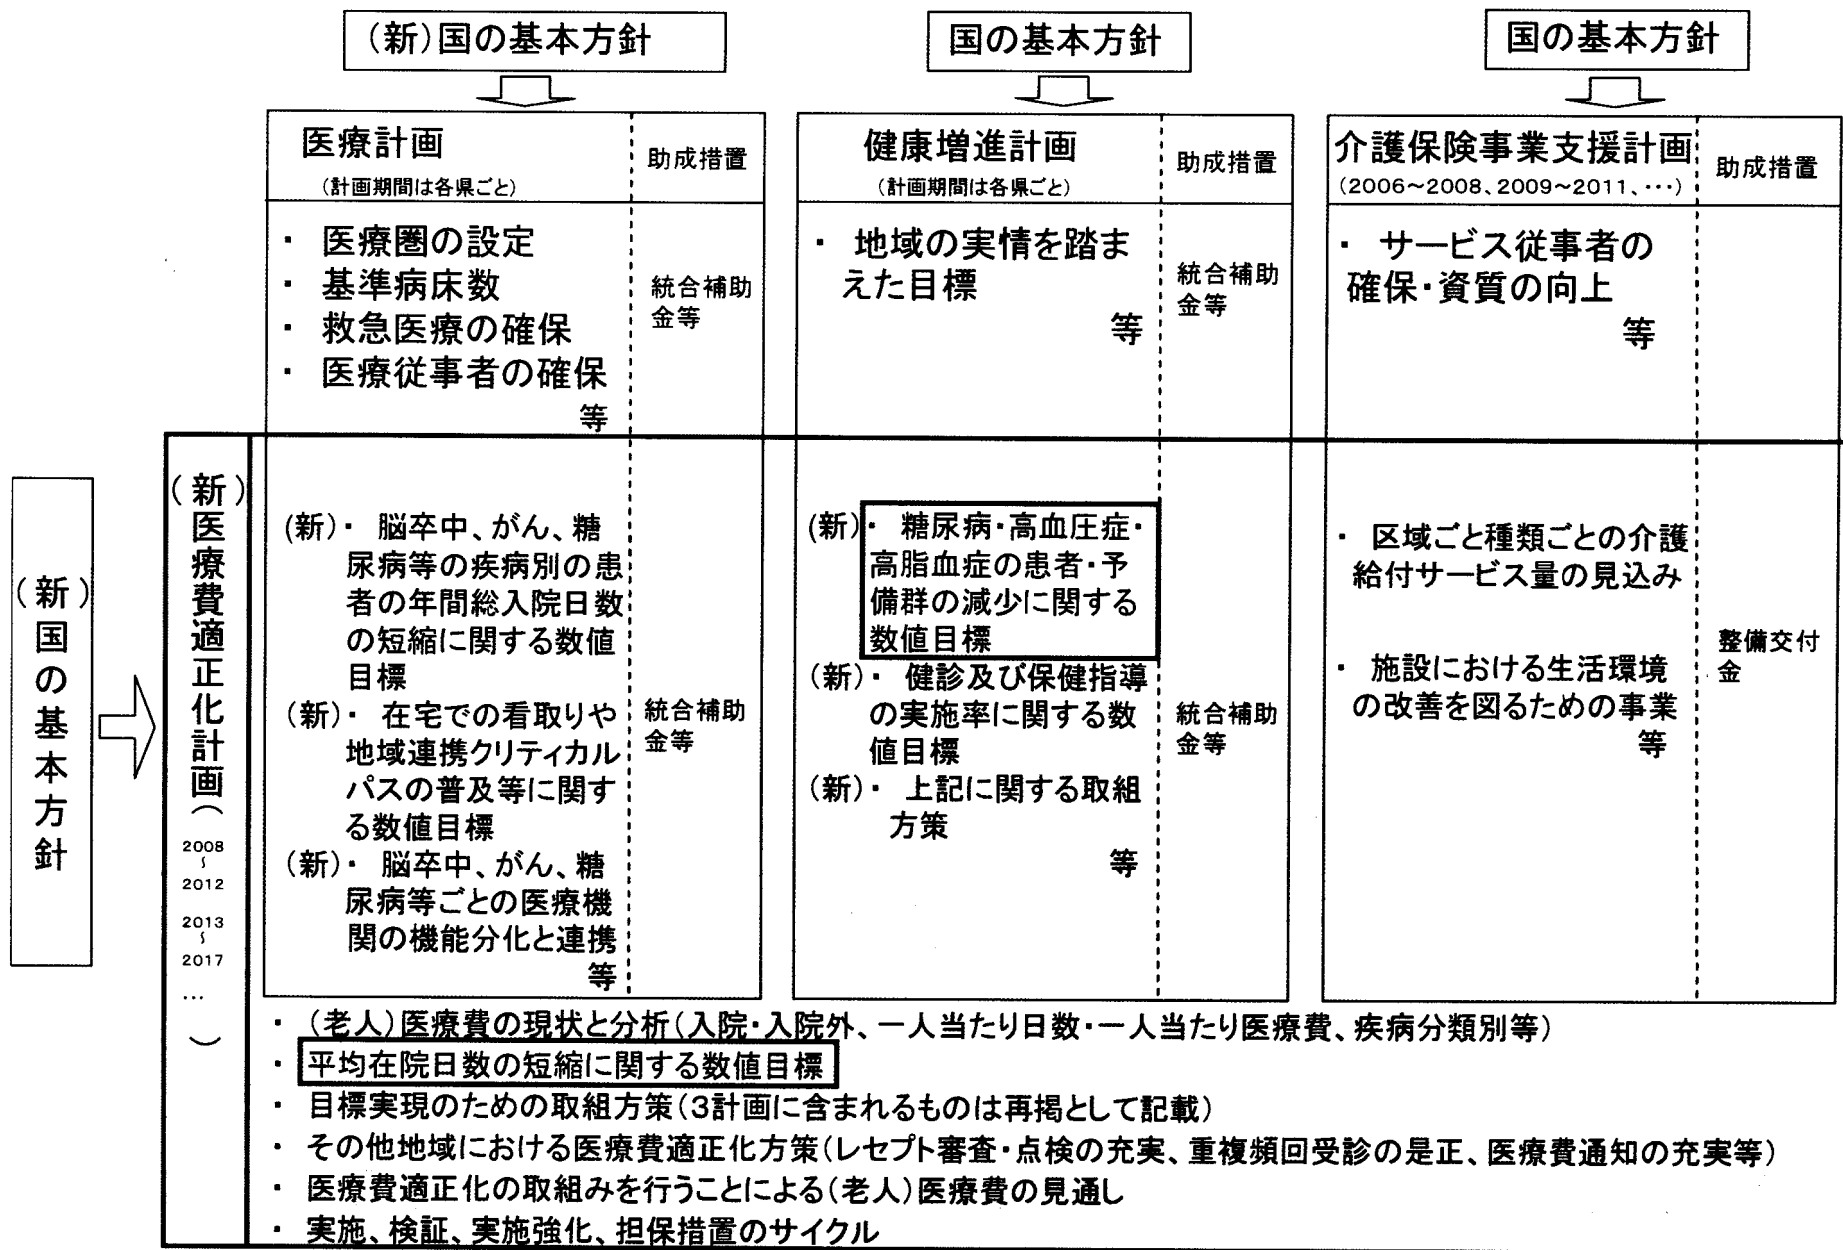 (新)国の基本方針
国の基本方針
国の基本方針
医療計画
(計画期間は各県ごと)
助成措置
・ 医療圏の設定
・ 基準病床数
・ 救急医療の確保
・ 医療従事者の確保
等
統合補助
金等
健康増進計画
(計画期間は各県ごと)
助成措置
・ 地域の実情を踏ま
えた目標
等
統合補助
金等
介護保険事業支援計画
(2006~2008、2009~2011、…)
助成措置
・ サービス従事者の
確保・資質の向上
等
(新)国の基本方針
(新)医療費適正化計画(
2008
~
2012
2013
~
2017
…
)
(新)・ 脳卒中、がん、糖
尿病等の疾病別の患
者の年間総入院日数
の短縮に関する数値
目標
(新)・ 在宅での看取りや
地域連携クリティカル
パスの普及等に関す
る数値目標
(新)・ 脳卒中、がん、糖
尿病等ごとの医療機
関の機能分化と連携
等
統合補助
金等
(新)・ 糖尿病・高血圧症・
高脂血症の患者・予
備群の減少に関する
数値目標
(新)・ 健診及び保健指導
の実施率に関する数
値目標
(新)・ 上記に関する取組
方策
等
統合補助
金等
・ 区域ごと種類ごとの介護
給付サービス量の見込み
・ 施設における生活環境
の改善を図るための事業
等
整備交付
金
・ (老人)医療費の現状と分析(入院・入院外、一人当たり日数・一人当たり医療費、疾病分類別等)
・ 平均在院日数の短縮に関する数値目標
・ 目標実現のための取組方策(3計画に含まれるものは再掲として記載)
・ その他地域における医療費適正化方策(レセプト審査・点検の充実、重複頻回受診の是正、医療費通知の充実等)
・ 医療費適正化の取組みを行うことによる(老人)医療費の見通し
・ 実施、検証、実施強化、担保措置のサイクル